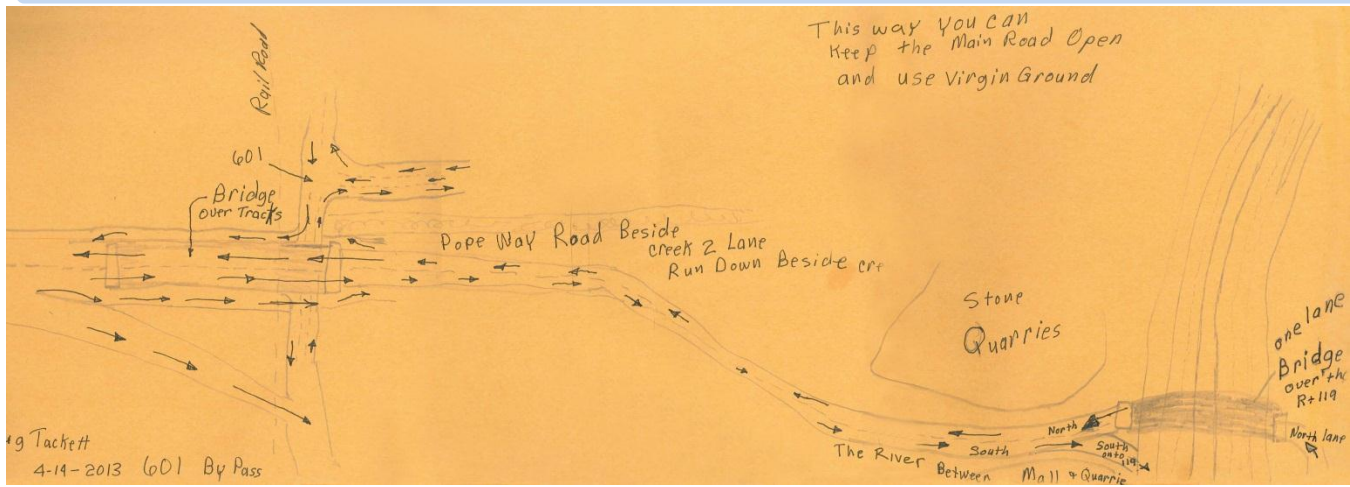 This way You can
Keep the Main Road Open
and use Virgin Ground
Rail Road
601
Bridge
over Tracks
Pope Way Road Beside
creek 2 Lane
Run Down Beside cre
Stone
Quarries
one lane
Bridge
over the
Rt 119
North lane
North
South
South
onto
119
The River Between Mall & Quarrie
ug Tackett
4-14-2013 601 By Pass